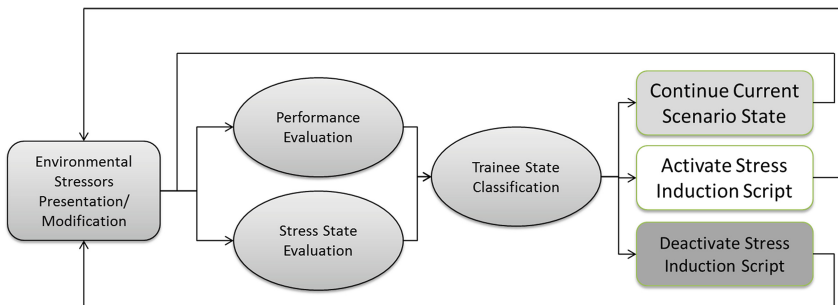 Environmental
Stressors
Presentation/
Modification
Performance
Evaluation
Stress State
Evaluation
Trainee State
Classification
Continue Current
Scenario State
Activate Stress
Induction Script
Deactivate Stress
Induction Script